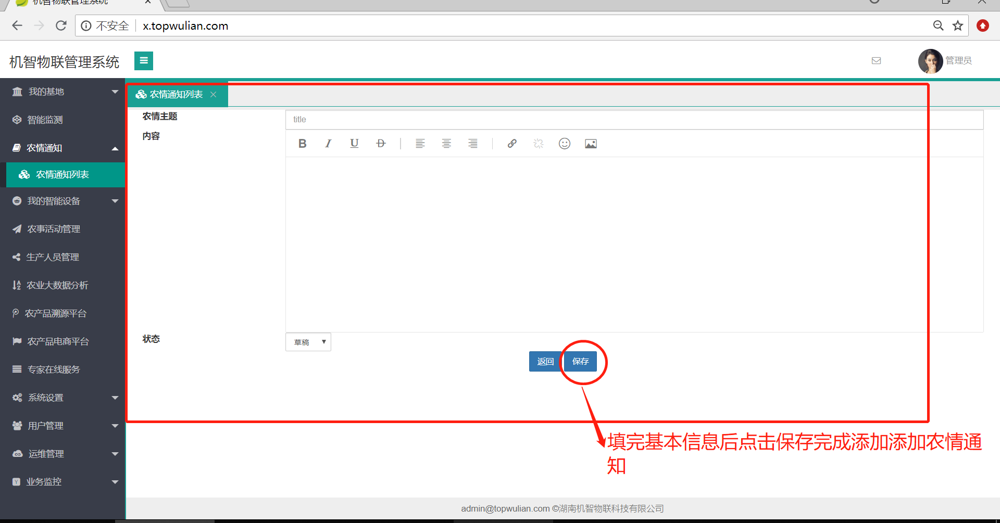 机智物联管理系统
不安全
x.topwulian.com
机智物联管理系统
管理员
我的基地
智能监测
农情通知
农情通知列表
我的智能设备
农事活动管理
生产人员管理
农业大数据分析
农产品溯源平台
农产品电商平台
专家在线服务
系统设置
用户管理
运维管理
业务监控
农情通知列表
农情主题
title
内容
B I U D
状态
草稿
返回
保存
填完基本信息后点击保存完成添加添加农情通
知
admin@topwulian.com ©湖南机智物联科技有限公司